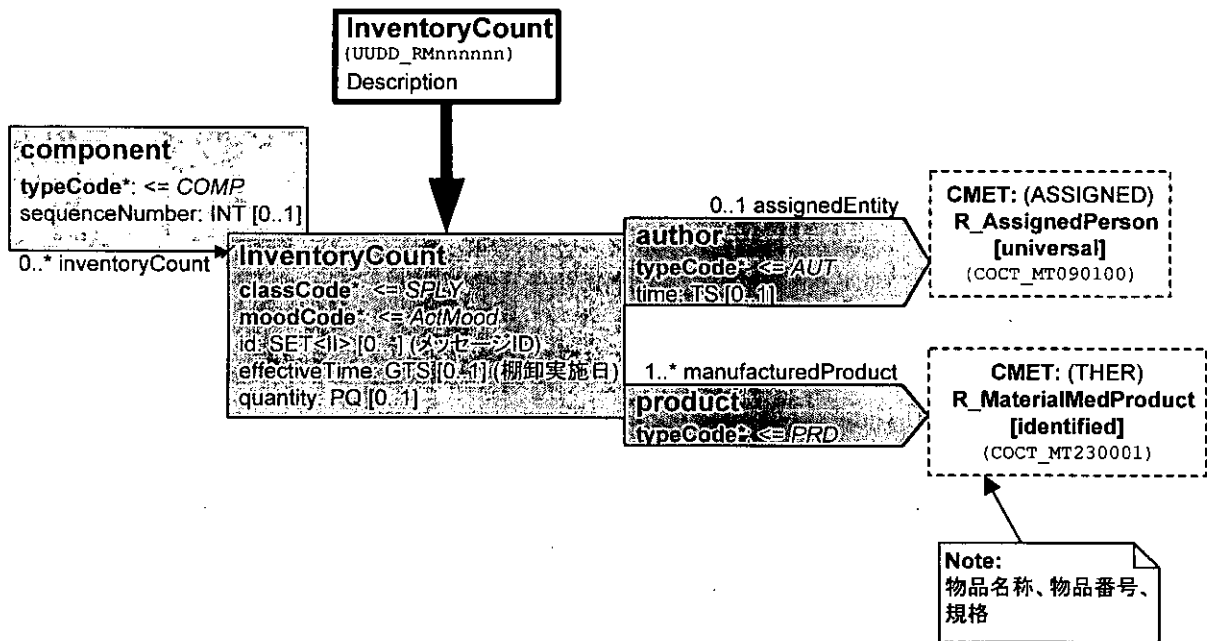 InventoryCount
(UUDD_RMnnnnnn)
Description
component
typeCode*: <= COMP
sequenceNumber: INT [0..1]
0..* inventoryCount
InventoryCount
classCode*: <= SPLY
moodCode*: <= ActMood
id: SET<II> [0..1] (メッセージID)
effectiveTime: GTS [0..1] (棚卸実施日)
quantity: PQ [0..1]
0..1 assignedEntity
author
typeCode*: <= AUT
time: TS [0..1]
CMET: (ASSIGNED)
R_AssignedPerson
[universal]
(COCT_MT090100)
1..* manufacturedProduct
product
typeCode*: <= PRD
CMET: (THER)
R_MaterialMedProduct
[identified]
(COCT_MT230001)
Note:
物品名称、物品番号、
規格